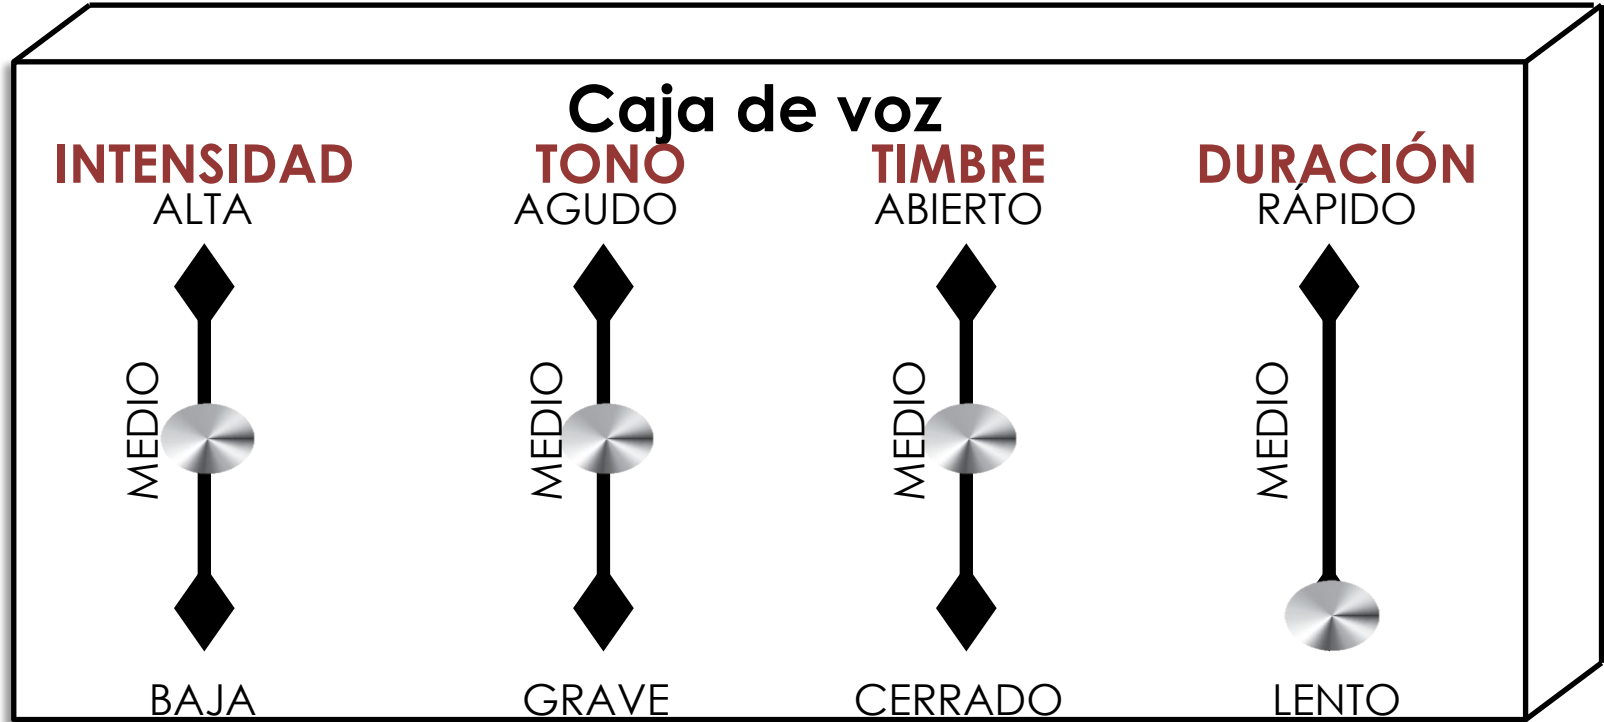 Caja de voz
INTENSIDAD TONO TIMBRE DURACIÓN
ALTA AGUDO ABIERTO RÁPIDO
MEDIO MEDIO MEDIO MEDIO
BAJA GRAVE CERRADO LENTO